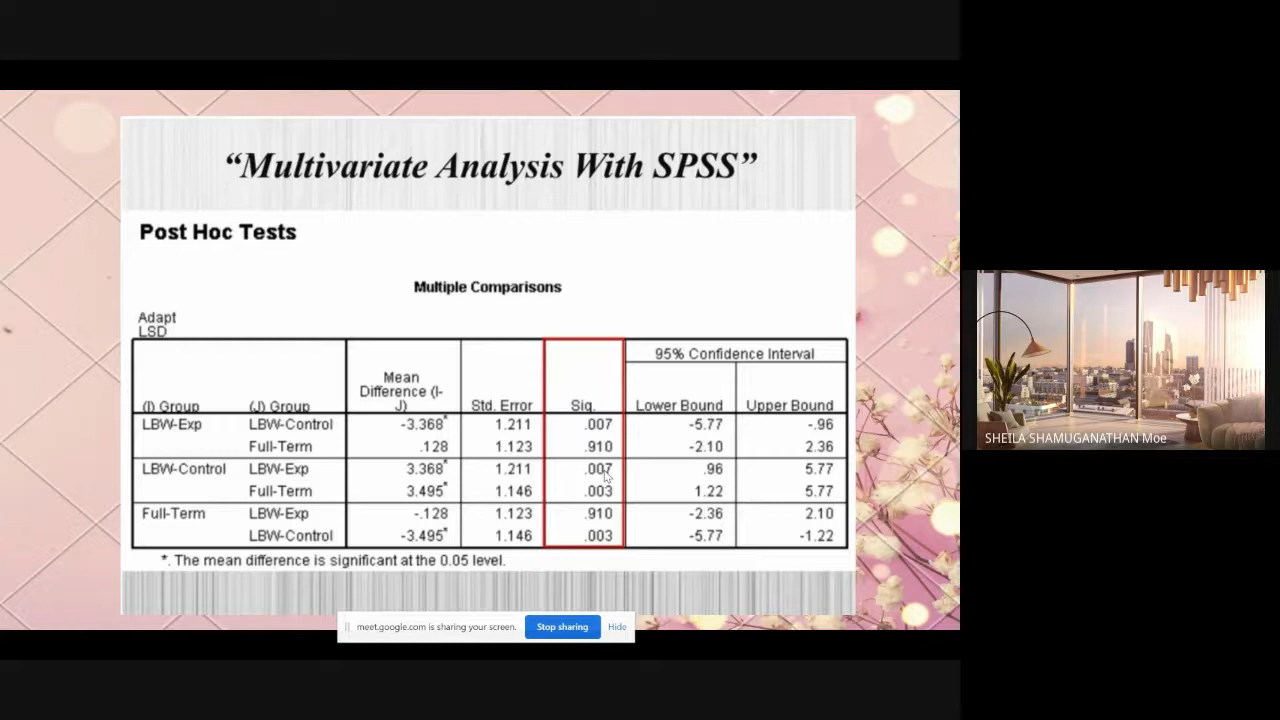 “Multivariate Analysis With SPSS”
Post Hoc Tests
Multiple Comparisons
Adapt
LSD
95% Confidence Interval
Mean
Difference (I-
(I) Group (J) Group J) Std. Error Sig. Lower Bound Upper Bound
LBW-Exp LBW-Control -3.368* 1.211 .007 -5.77 -.96
Full-Term .128 1.123 .910 -2.10 2.36
LBW-Control LBW-Exp 3.368* 1.211 .007 .96 5.77
Full-Term 3.495* 1.146 .003 1.22 5.77
Full-Term LBW-Exp -.128 1.123 .910 -2.36 2.10
LBW-Control -3.495* 1.146 .003 -5.77 -1.22
*. The mean difference is significant at the 0.05 level.
meet.google.com is sharing your screen. Stop sharing Hide
SHEILA SHAMUGANATHAN Moe